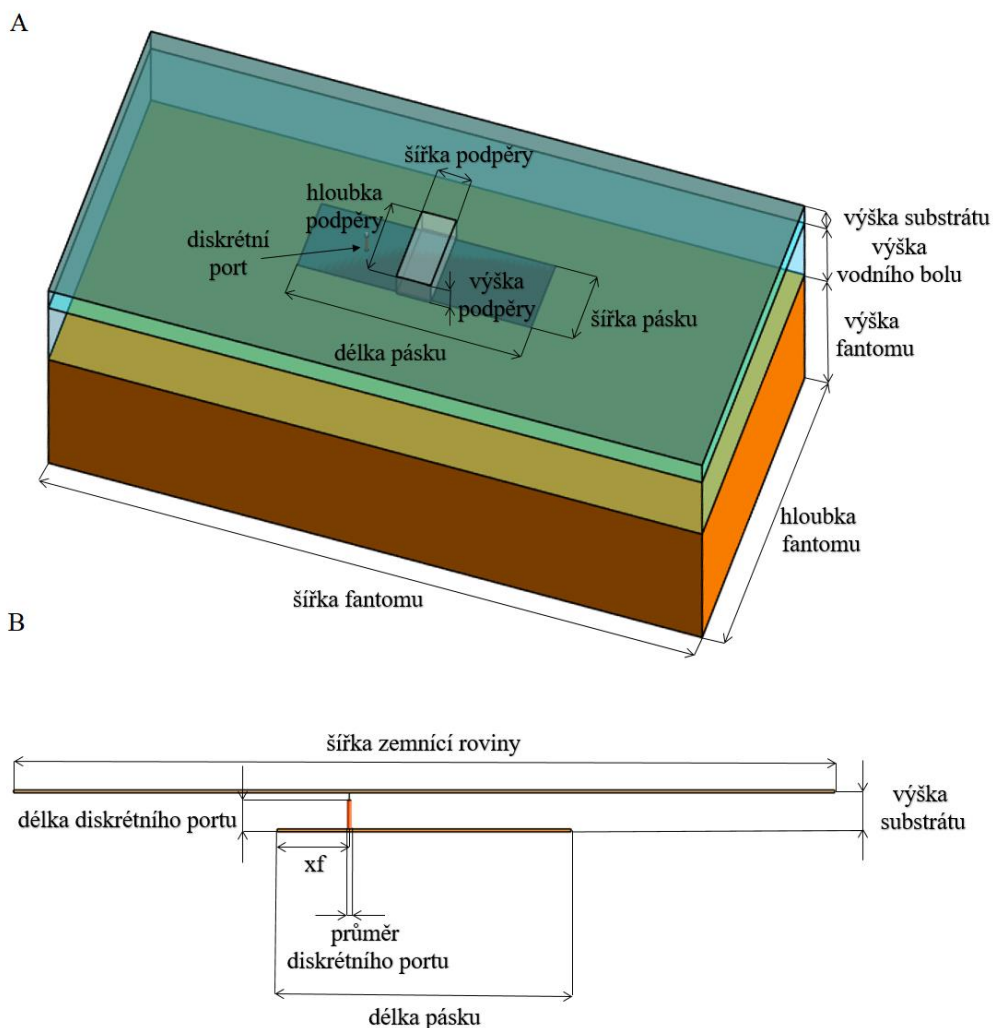 A
šířka podpěry
hloubka
podpěry
diskrétní
port
výška substrátu
výška
vodního bolu
výška
podpěry
šířka pásku
výška
fantomu
délka pásku
hloubka
fantomu
šířka fantomu
B
šířka zemnící roviny
délka diskrétního portu
výška
substrátu
xf
průměr
diskrétního portu
délka pásku